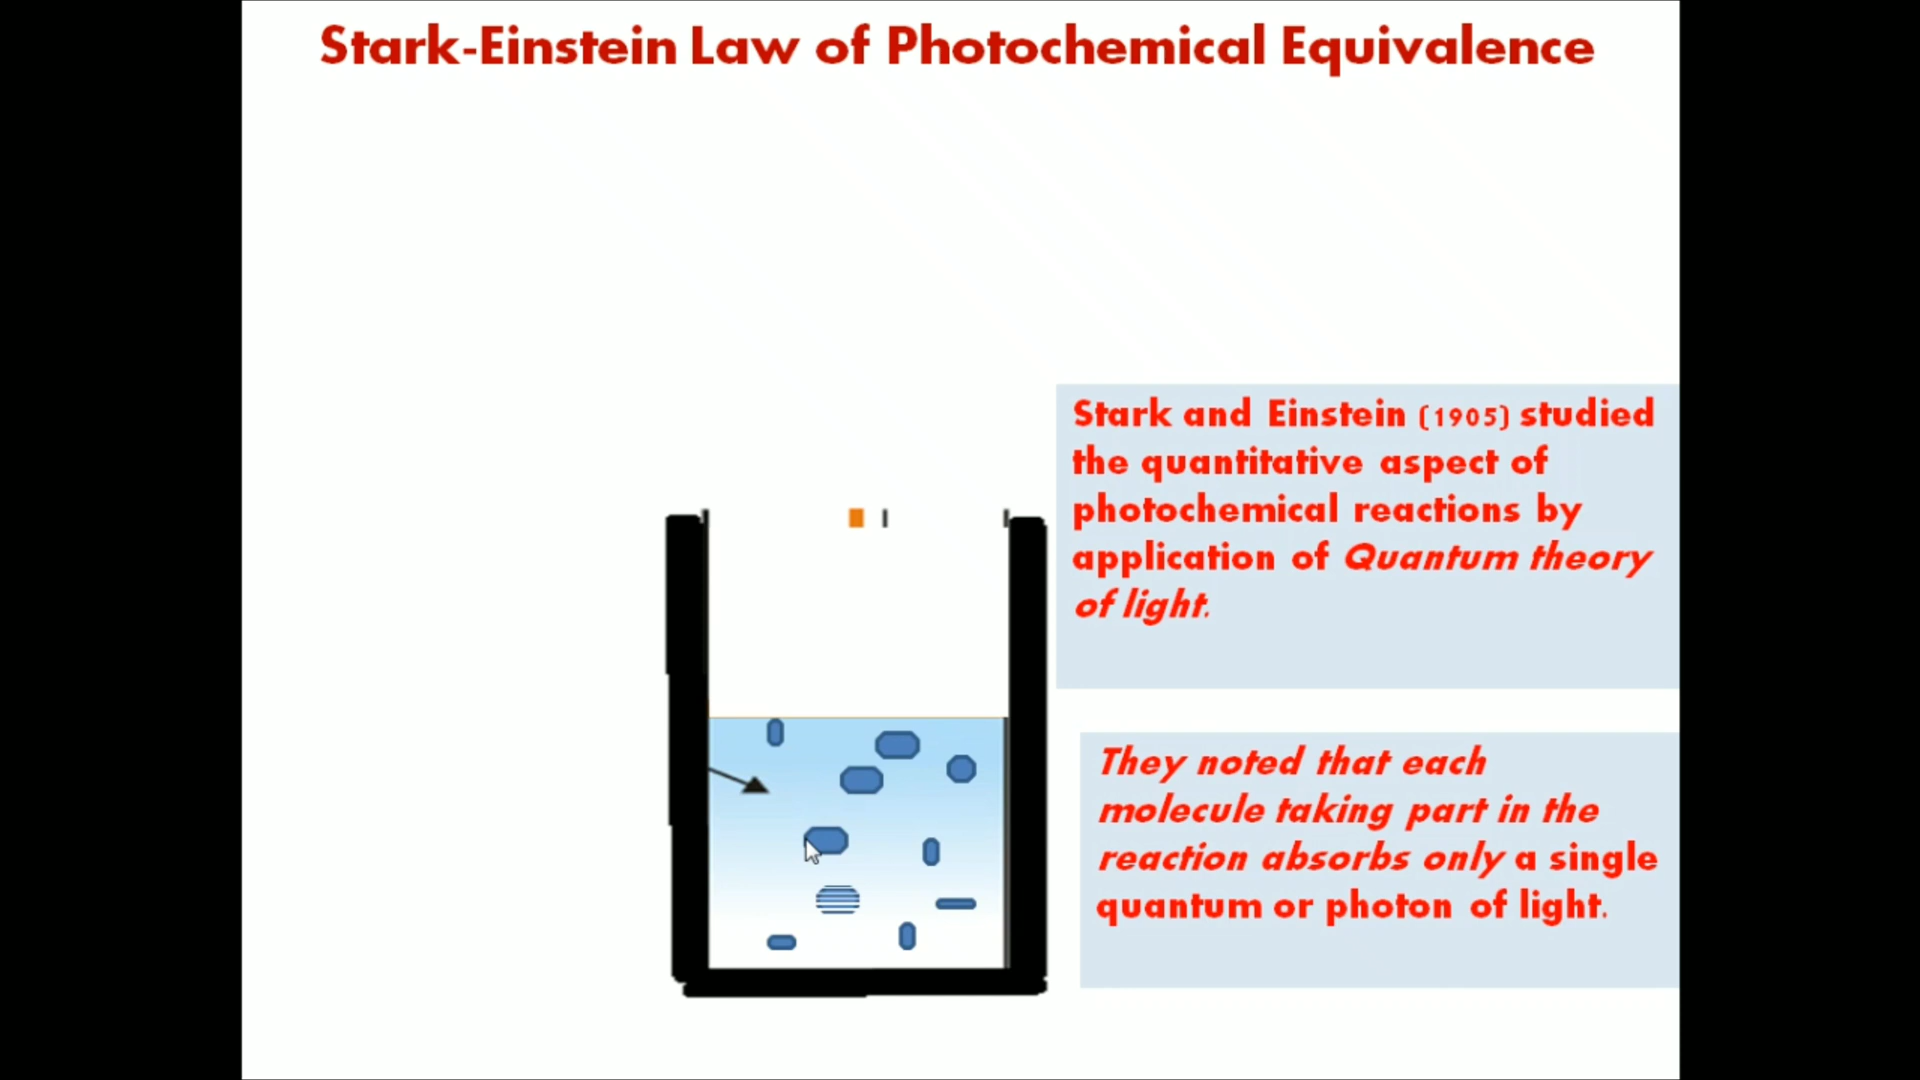 Stark-Einstein Law of Photochemical Equivalence
Stark and Einstein (1905) studied
the quantitative aspect of
photochemical reactions by
application of Quantum theory
of light.
They noted that each
molecule taking part in the
reaction absorbs only a single
quantum or photon of light.